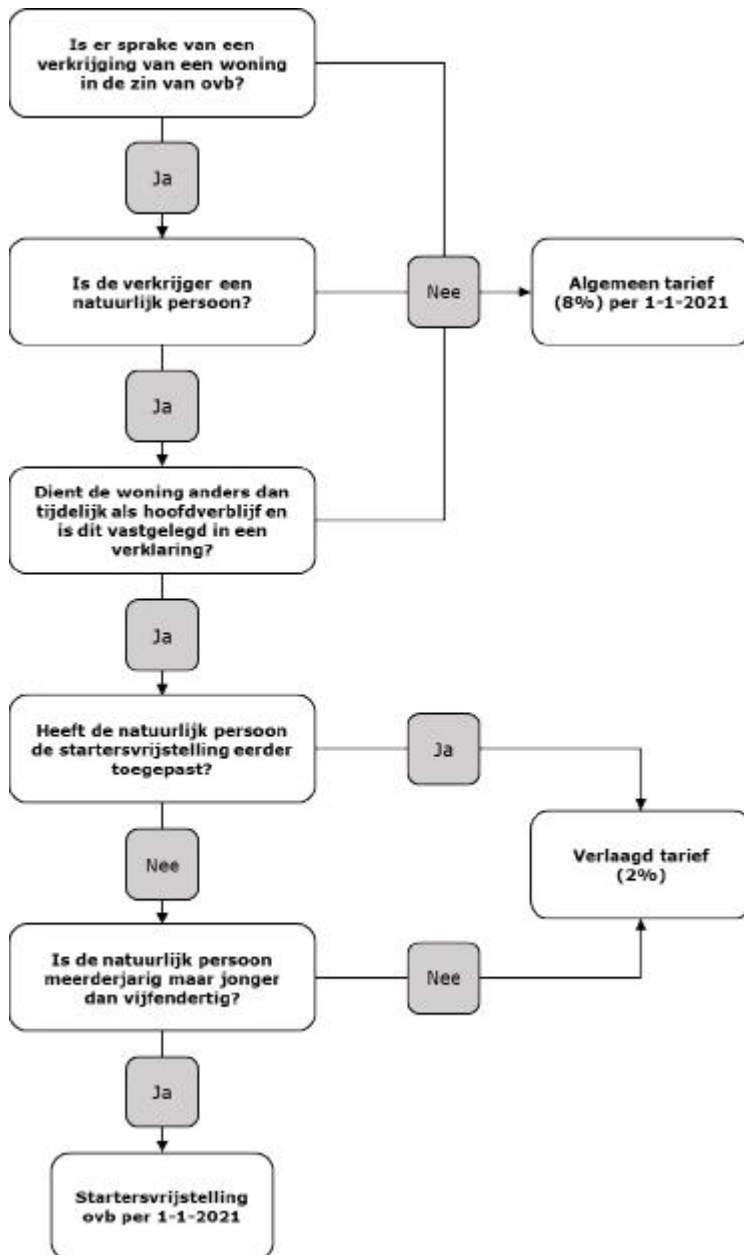 Is er sprake van een
verkrijging van een woning
in de zin van ovb?
Ja
Is de verkrijger een
natuurlijk persoon?
Nee
Algemeen tarief
(8%) per 1-1-2021
Ja
Dient de woning anders dan
tijdelijk als hoofdverblijf en
is dit vastgelegd in een
verklaring?
Ja
Heeft de natuurlijk persoon
de startersvrijstelling eerder
toegepast?
Ja
Verlaagd tarief
(2%)
Nee
Is de natuurlijk persoon
meerderjarig maar jonger
dan vijfendertig?
Nee
Ja
Startersvrijstelling
ovb per 1-1-2021